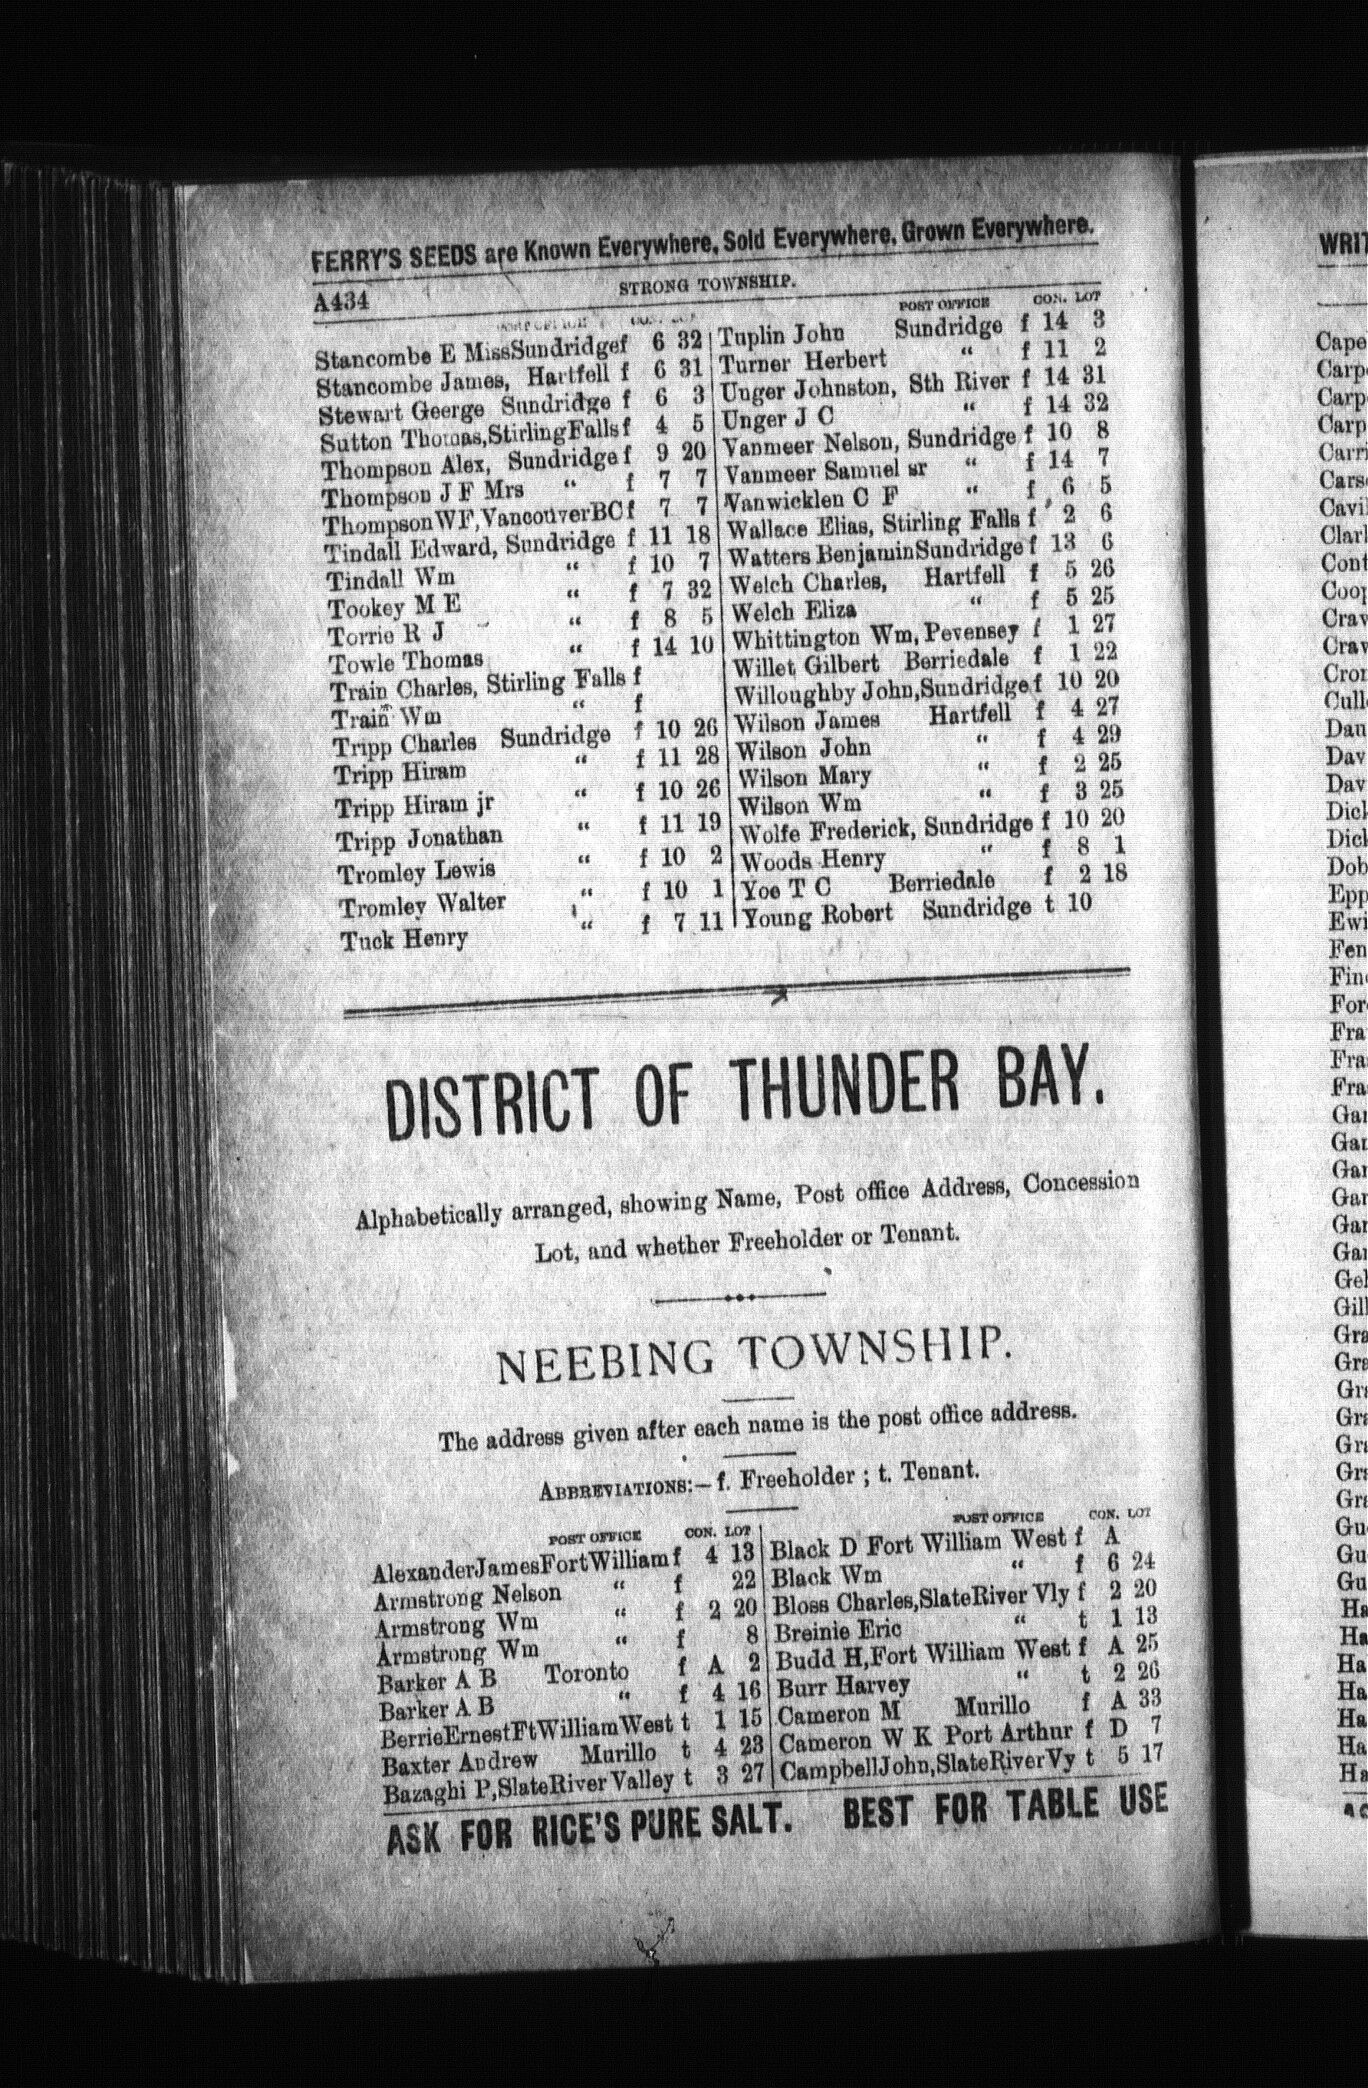 FERRY'S SEEDS are Known Everywhere, Sold Everywhere, Grown Everywhere.
A434
STRONG TOWNSHIP.
Stancombe E MissSundridgef 6 32
Stancombe James, Hartfell f 6 31
Stewart George Sundridge f 6 3
Sutton Thomas,StirlingFallsf 4 5
Thompson Alex, Sundridgef 9 20
Thompson J F Mrs “ f 7 7
ThompsonWF,VancouverBCf 7 7
Tindall Edward, Sundridge f 11 18
Tindall Wm “ f 10 7
Tookey M E “ f 7 32
Torrie R J “ f 8 5
Towle Thomas “ f 14 10
Train Charles, Stirling Falls f
Train Wm “ f
Tripp Charles Sundridge f 10 26
Tripp Hiram “ f 11 28
Tripp Hiram jr “ f 10 26
Tripp Jonathan “ f 11 19
Tromley Lewis “ f 10 2
Tromley Walter “ f 10 1
Tuck Henry “ f 7 11
POST OFFICE CON. LOT
Tuplin John Sundridge f 14 3
Turner Herbert “ f 11 2
Unger Johnston, Sth River f 14 31
Unger J C “ f 14 32
Vanmeer Nelson, Sundridge f 10 8
Vanmeer Samuel sr “ f 14 7
Vanwicklen C F “ f 6 5
Wallace Elias, Stirling Falls f 2 6
Watters BenjaminSundridge f 13 6
Welch Charles, Hartfell f 5 26
Welch Eliza “ f 5 25
Whittington Wm, Pevensey f 1 27
Willet Gilbert Berriedale f 1 22
Willoughby John,Sundridgef 10 20
Wilson James Hartfell f 4 27
Wilson John “ f 4 29
Wilson Mary “ f 2 25
Wilson Wm “ f 3 25
Wolfe Frederick, Sundridge f 10 20
Woods Henry “ f 8 1
Yoe T C Berriedale f 2 18
Young Robert Sundridge t 10
DISTRICT OF THUNDER BAY.
Alphabetically arranged, showing Name, Post office Address, Concession
Lot, and whether Freeholder or Tenant.
NEEBING TOWNSHIP.
The address given after each name is the post office address.
ABBREVIATIONS:— f. Freeholder ; t. Tenant.
POST OFFICE CON. LOT
AlexanderJamesFortWilliamf 4 13
Armstrong Nelson “ f 22
Armstrong Wm “ f 2 20
Armstrong Wm “ f 8
Barker A B Toronto f A 2
Barker A B “ f 4 16
BerrieErnestFtWilliamWest t 1 15
Baxter Andrew Murillo t 4 23
Bazaghi P,SlateRiver Valley t 3 27
POST OFFICE CON. LOT
Black D Fort William West f A
Black Wm “ f 6 24
Bloss Charles,SlateRiver Vly f 2 20
Breinie Eric “ t 1 13
Budd H,Fort William West f A 25
Burr Harvey “ t 2 26
Cameron M Murillo f A 33
Cameron W K Port Arthur f D 7
CampbellJohn,SlateRiverVy t 5 17
ASK FOR RICE'S PURE SALT. BEST FOR TABLE USE